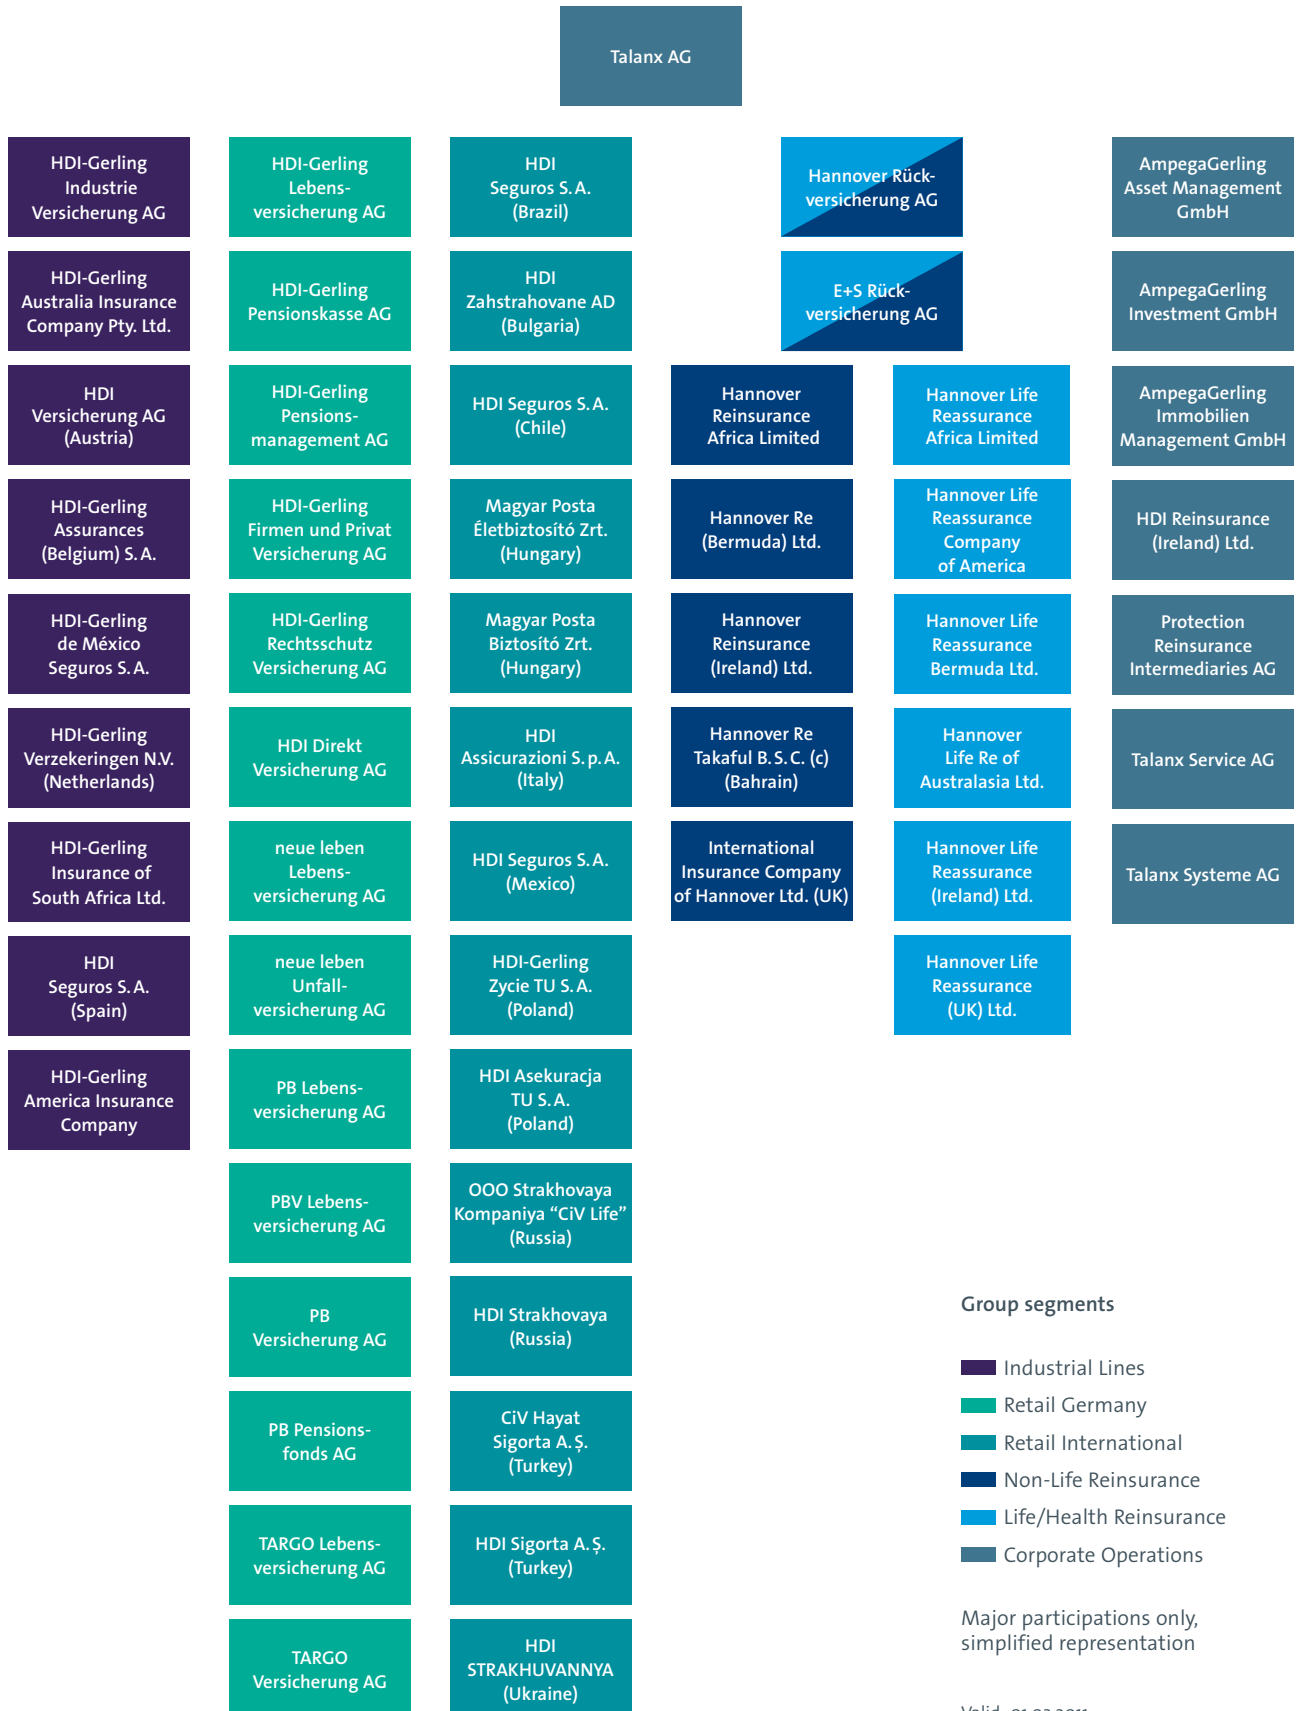 Talanx AG
HDI-Gerling
Industrie
Versicherung AG
HDI-Gerling
Australia Insurance
Company Pty. Ltd.
HDI
Versicherung AG
(Austria)
HDI-Gerling
Assurances
(Belgium) S. A.
HDI-Gerling
de México
Seguros S. A.
HDI-Gerling
Verzekeringen N.V.
(Netherlands)
HDI-Gerling
Insurance of
South Africa Ltd.
HDI
Seguros S. A.
(Spain)
HDI-Gerling
America Insurance
Company
HDI-Gerling
Lebens-
versicherung AG
HDI-Gerling
Pensionskasse AG
HDI-Gerling
Pensions-
management AG
HDI-Gerling
Firmen und Privat
Versicherung AG
HDI-Gerling
Rechtsschutz
Versicherung AG
HDI Direkt
Versicherung AG
neue leben
Lebens-
versicherung AG
neue leben
Unfall-
versicherung AG
PB Lebens-
versicherung AG
PBV Lebens-
versicherung AG
PB
Versicherung AG
PB Pensions-
fonds AG
TARGO Lebens-
versicherung AG
TARGO
Versicherung AG
HDI
Seguros S. A.
(Brazil)
HDI
Zahstrahovane AD
(Bulgaria)
HDI Seguros S. A.
(Chile)
Magyar Posta
Életbiztosító Zrt.
(Hungary)
Magyar Posta
Biztosító Zrt.
(Hungary)
HDI
Assicurazioni S. p. A.
(Italy)
HDI Seguros S. A.
(Mexico)
HDI-Gerling
Zycie TU S. A.
(Poland)
HDI Asekuracja
TU S. A.
(Poland)
OOO Strakhovaya
Kompaniya “CiV Life”
(Russia)
HDI Strakhovaya
(Russia)
CiV Hayat
Sigorta A. Ş.
(Turkey)
HDI Sigorta A. Ş.
(Turkey)
HDI
STRAKHUVANNYA
(Ukraine)
Hannover Rück-
versicherung AG
E+S Rück-
versicherung AG
Hannover
Reinsurance
Africa Limited
Hannover Re
(Bermuda) Ltd.
Hannover
Reinsurance
(Ireland) Ltd.
Hannover Re
Takaful B. S. C. (c)
(Bahrain)
International
Insurance Company
of Hannover Ltd. (UK)
Hannover Life
Reassurance
Africa Limited
Hannover Life
Reassurance
Company
of America
Hannover Life
Reassurance
Bermuda Ltd.
Hannover
Life Re of
Australasia Ltd.
Hannover Life
Reassurance
(Ireland) Ltd.
Hannover Life
Reassurance
(UK) Ltd.
AmpegaGerling
Asset Management
GmbH
AmpegaGerling
Investment GmbH
AmpegaGerling
Immobilien
Management GmbH
HDI Reinsurance
(Ireland) Ltd.
Protection
Reinsurance
Intermediaries AG
Talanx Service AG
Talanx Systeme AG
Group segments
Industrial Lines
Retail Germany
Retail International
Non-Life Reinsurance
Life/Health Reinsurance
Corporate Operations
Major participations only,
simplified representation